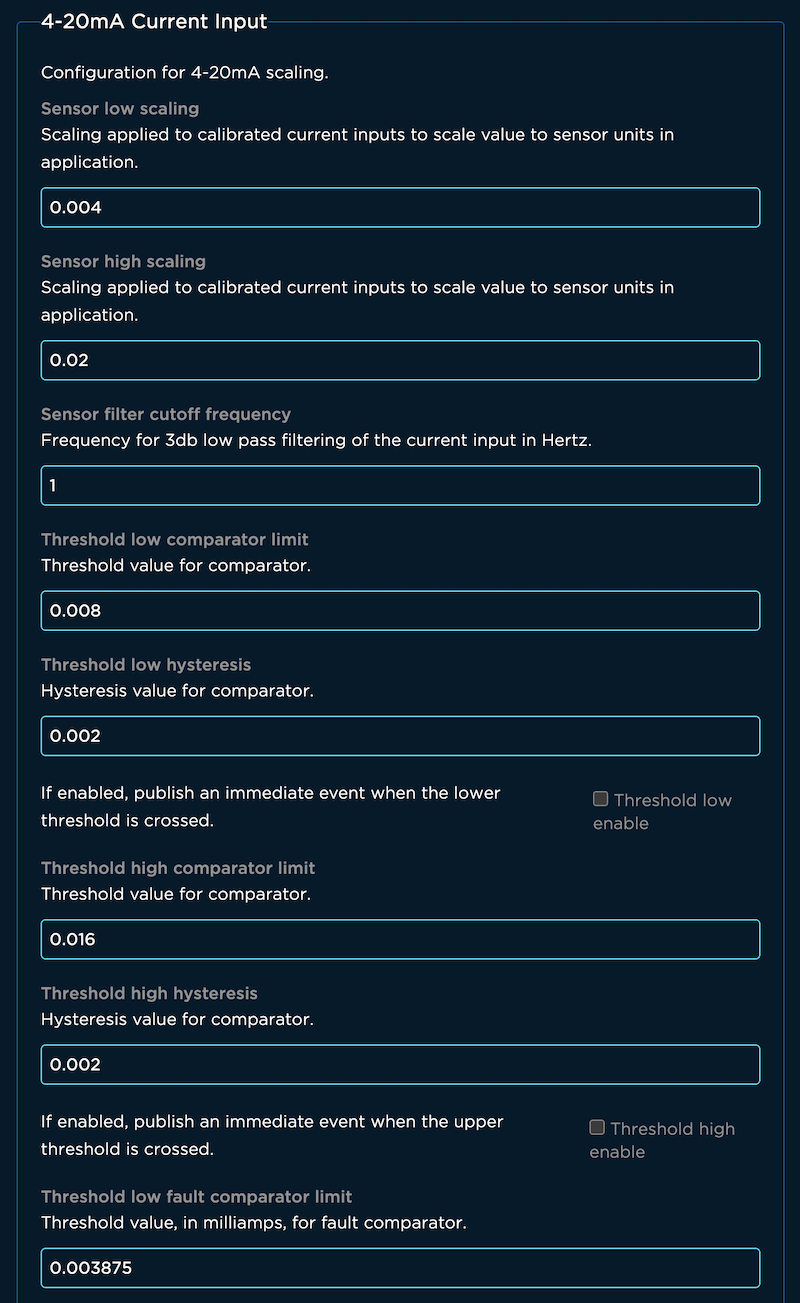 4-20mA Current Input
Configuration for 4-20mA scaling.
Sensor low scaling
Scaling applied to calibrated current inputs to scale value to sensor units in
application.
0.004
Sensor high scaling
Scaling applied to calibrated current inputs to scale value to sensor units in
application.
0.02
Sensor filter cutoff frequency
Frequency for 3db low pass filtering of the current input in Hertz.
1
Threshold low comparator limit
Threshold value for comparator.
0.008
Threshold low hysteresis
Hysteresis value for comparator.
0.002
If enabled, publish an immediate event when the lower
threshold is crossed.
Threshold low
enable
Threshold high comparator limit
Threshold value for comparator.
0.016
Threshold high hysteresis
Hysteresis value for comparator.
0.002
If enabled, publish an immediate event when the upper
threshold is crossed.
Threshold high
enable
Threshold low fault comparator limit
Threshold value, in milliamps, for fault comparator.
0.003875